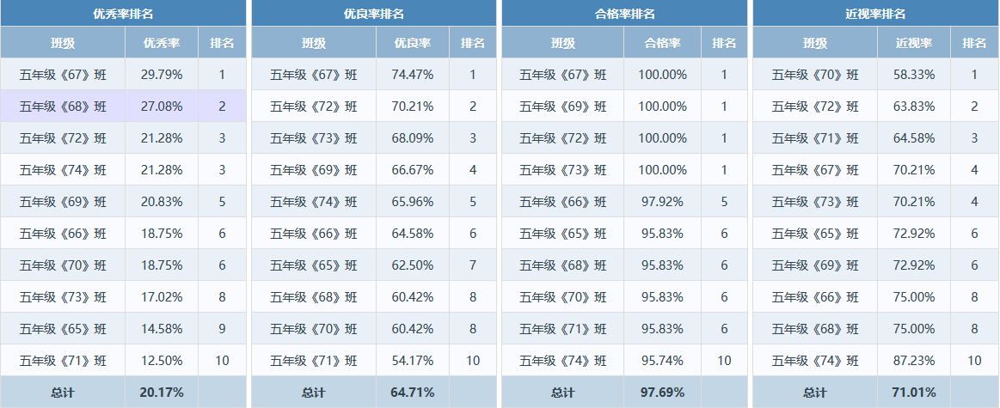 优秀率排名 优良率排名 合格率排名 近视率排名
班级 优秀率 排名 班级 优良率 排名 班级 合格率 排名 班级 近视率 排名
五年级《67》班 29.79% 1 五年级《67》班 74.47% 1 五年级《67》班 100.00% 1 五年级《70》班 58.33% 1
五年级《68》班 27.08% 2 五年级《72》班 70.21% 2 五年级《69》班 100.00% 1 五年级《72》班 63.83% 2
五年级《72》班 21.28% 3 五年级《73》班 68.09% 3 五年级《72》班 100.00% 1 五年级《71》班 64.58% 3
五年级《74》班 21.28% 3 五年级《69》班 66.67% 4 五年级《73》班 100.00% 1 五年级《67》班 70.21% 4
五年级《69》班 20.83% 5 五年级《74》班 65.96% 5 五年级《66》班 97.92% 5 五年级《73》班 70.21% 4
五年级《66》班 18.75% 6 五年级《66》班 64.58% 6 五年级《65》班 95.83% 6 五年级《65》班 72.92% 6
五年级《70》班 18.75% 6 五年级《65》班 62.50% 7 五年级《68》班 95.83% 6 五年级《69》班 72.92% 6
五年级《73》班 17.02% 8 五年级《68》班 60.42% 8 五年级《70》班 95.83% 6 五年级《66》班 75.00% 8
五年级《65》班 14.58% 9 五年级《70》班 60.42% 8 五年级《71》班 95.83% 6 五年级《68》班 75.00% 8
五年级《71》班 12.50% 10 五年级《71》班 54.17% 10 五年级《74》班 95.74% 10 五年级《74》班 87.23% 10
总计 20.17% 总计 64.71% 总计 97.69% 总计 71.01%